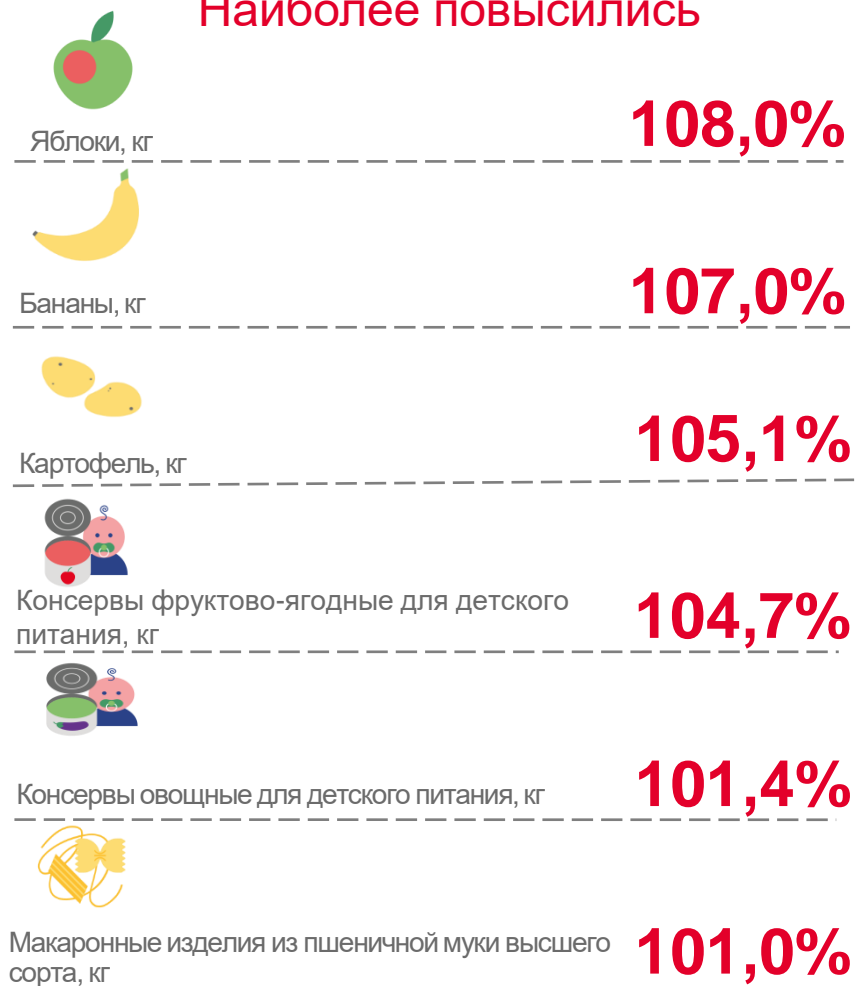 Наиболее повысились
108,0%
Яблоки, кг
107,0%
Бананы, кг
105,1%
Картофель, кг
Консервы фруктово-ягодные для детского
питания, кг
104,7%
101,4%
Консервы овощные для детского питания, кг
Макаронные изделия из пшеничной муки высшего
сорта, кг
101,0%